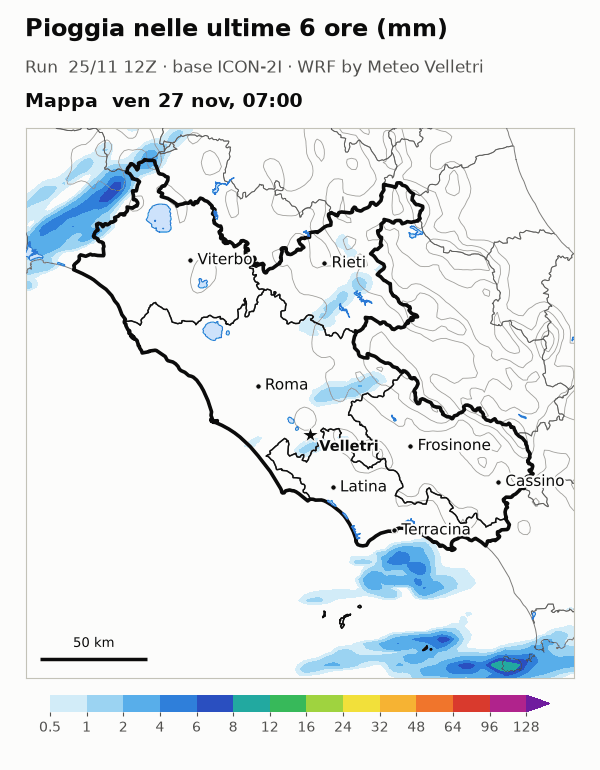 Pioggia nelle ultime 6 ore (mm)
Run  25/11 12Z · base ICON-2I · WRF by Meteo Velletri
Mappa  ven 27 nov, 07:00
Viterbo
Rieti
Roma
Velletri
Frosinone
Cassino
Latina
Terracina
50 km
0.5 1 2 4 6 8 12 16 24 32 48 64 96 128